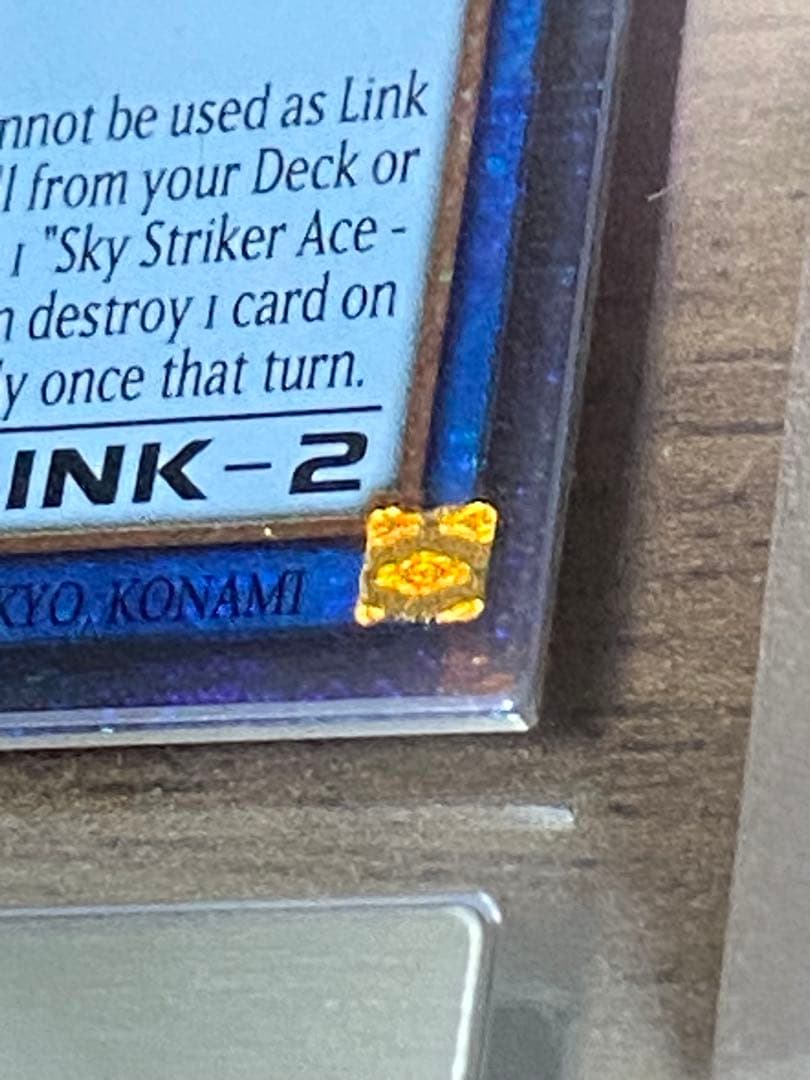 nnot be used as Link
l from your Deck or
1 "Sky Striker Ace -
n destroy 1 card on
y once that turn.
INK-2
KYO, KONAMI